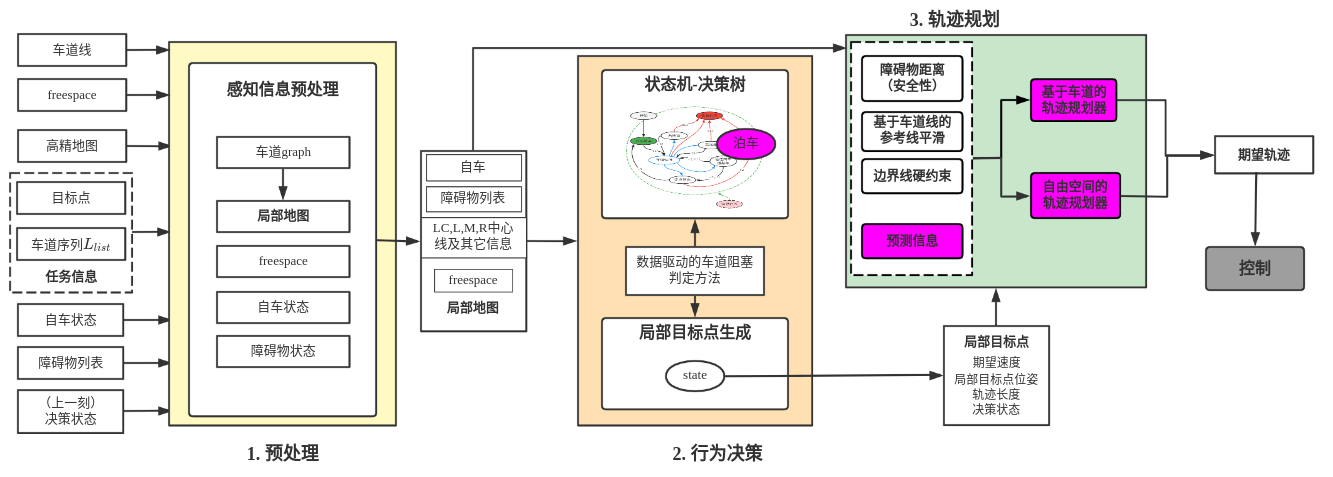 车道线
freespace
高精地图
目标点
车道序列L_list
任务信息
自车状态
障碍物列表
（上一刻）
决策状态
感知信息预处理
车道graph
局部地图
freespace
自车状态
障碍物状态
1. 预处理
自车
障碍物列表
LC,L,M,R中心
线及其它信息
freespace
局部地图
状态机-决策树
泊车
数据驱动的车道阻塞
判定方法
局部目标点生成
state
2. 行为决策
3. 轨迹规划
障碍物距离
（安全性）
基于车道线的
参考线平滑
边界线硬约束
预测信息
基于车道的
轨迹规划器
自由空间的
轨迹规划器
局部目标点
期望速度
局部目标点位姿
轨迹长度
决策状态
期望轨迹
控制